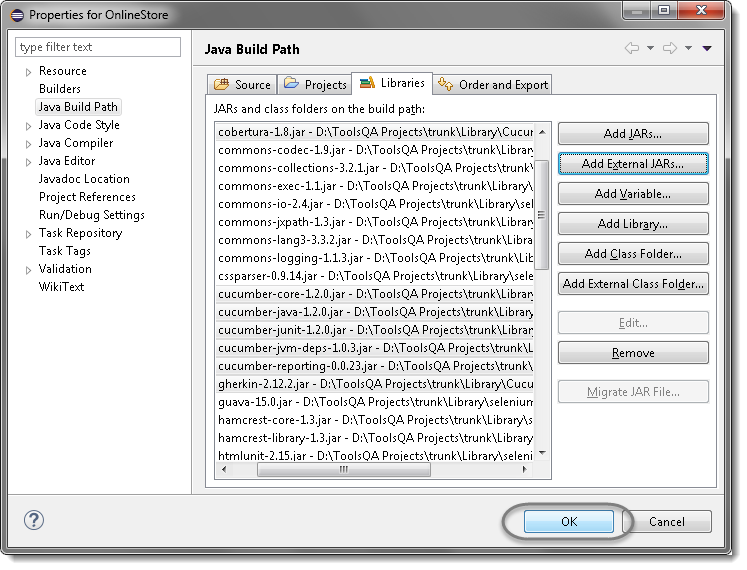 Properties for OnlineStore
type filter text
Resource
Builders
Java Build Path
Java Code Style
Java Compiler
Java Editor
Javadoc Location
Project References
Run/Debug Settings
Task Repository
Task Tags
Validation
WikiText
Java Build Path
Source
Projects
Libraries
Order and Export
JARs and class folders on the build path:
cobertura-1.8.jar - D:\ToolsQA Projects\trunk\Library\Cucur
commons-codec-1.9.jar - D:\ToolsQA Projects\trunk\Library\
commons-collections-3.2.1.jar - D:\ToolsQA Projects\trunk\
commons-exec-1.1.jar - D:\ToolsQA Projects\trunk\Library\
commons-io-2.4.jar - D:\ToolsQA Projects\trunk\Library\sel
commons-jxpath-1.3.jar - D:\ToolsQA Projects\trunk\Library
commons-lang3-3.3.2.jar - D:\ToolsQA Projects\trunk\Librar
commons-logging-1.1.3.jar - D:\ToolsQA Projects\trunk\Libr
cssparser-0.9.14.jar - D:\ToolsQA Projects\trunk\Library\sele
cucumber-core-1.2.0.jar - D:\ToolsQA Projects\trunk\Library
cucumber-java-1.2.0.jar - D:\ToolsQA Projects\trunk\Library
cucumber-junit-1.2.0.jar - D:\ToolsQA Projects\trunk\Library
cucumber-jvm-deps-1.0.3.jar - D:\ToolsQA Projects\trunk\L
cucumber-reporting-0.0.23.jar - D:\ToolsQA Projects\trunk\
gherkin-2.12.2.jar - D:\ToolsQA Projects\trunk\Library\Cucu
guava-15.0.jar - D:\ToolsQA Projects\trunk\Library\seleniur
hamcrest-core-1.3.jar - D:\ToolsQA Projects\trunk\Library\s
hamcrest-library-1.3.jar - D:\ToolsQA Projects\trunk\Library
htmlunit-2.15.jar - D:\ToolsQA Projects\trunk\Library\seleni
Add JARs...
Add External JARs...
Add Variable...
Add Library...
Add Class Folder...
Add External Class Folder...
Edit...
Remove
Migrate JAR File...
?
OK
Cancel